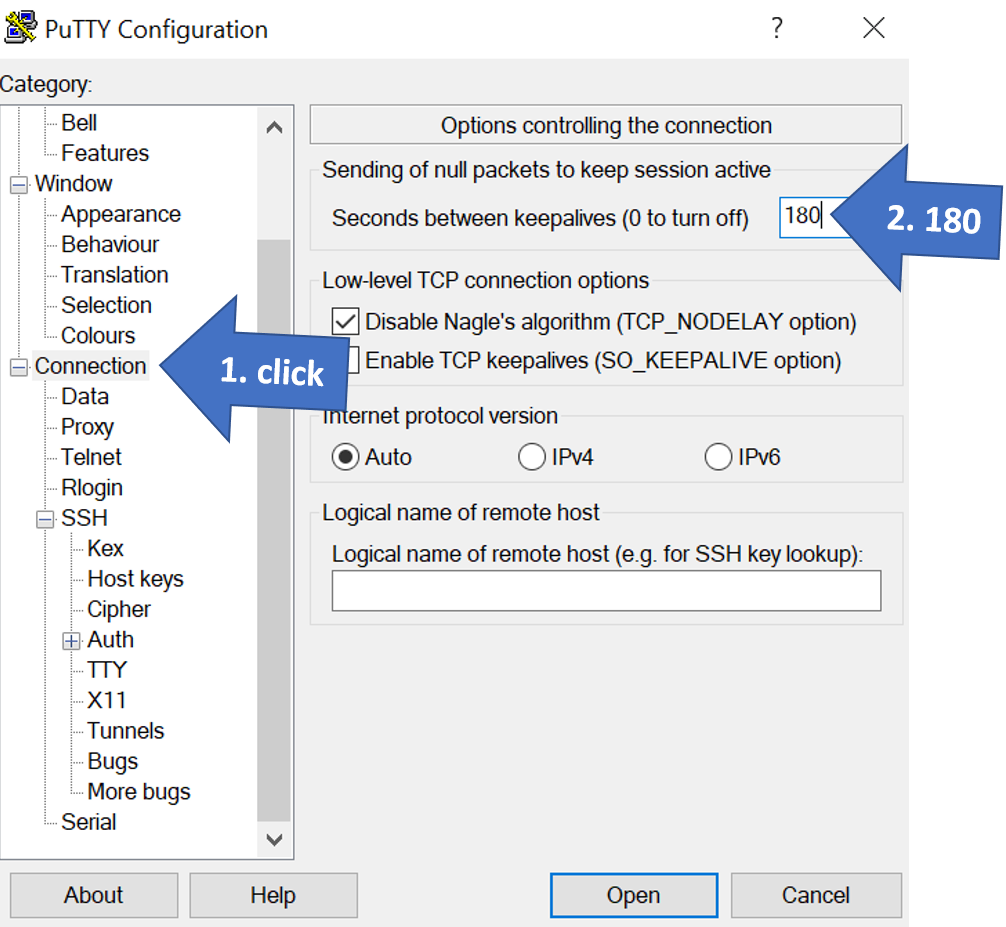 PuTTY Configuration
?
Category:
Bell
Features
Window
Appearance
Behaviour
Translation
Selection
Colours
Connection
Data
Proxy
Telnet
Rlogin
SSH
Kex
Host keys
Cipher
Auth
TTY
X11
Tunnels
Bugs
More bugs
Serial
1. click
Options controlling the connection
Sending of null packets to keep session active
Seconds between keepalives (0 to turn off)
180
2. 180
Low-level TCP connection options
Disable Nagle's algorithm (TCP_NODELAY option)
Enable TCP keepalives (SO_KEEPALIVE option)
Internet protocol version
Auto
IPv4
IPv6
Logical name of remote host
Logical name of remote host (e.g. for SSH key lookup):
About
Help
Open
Cancel